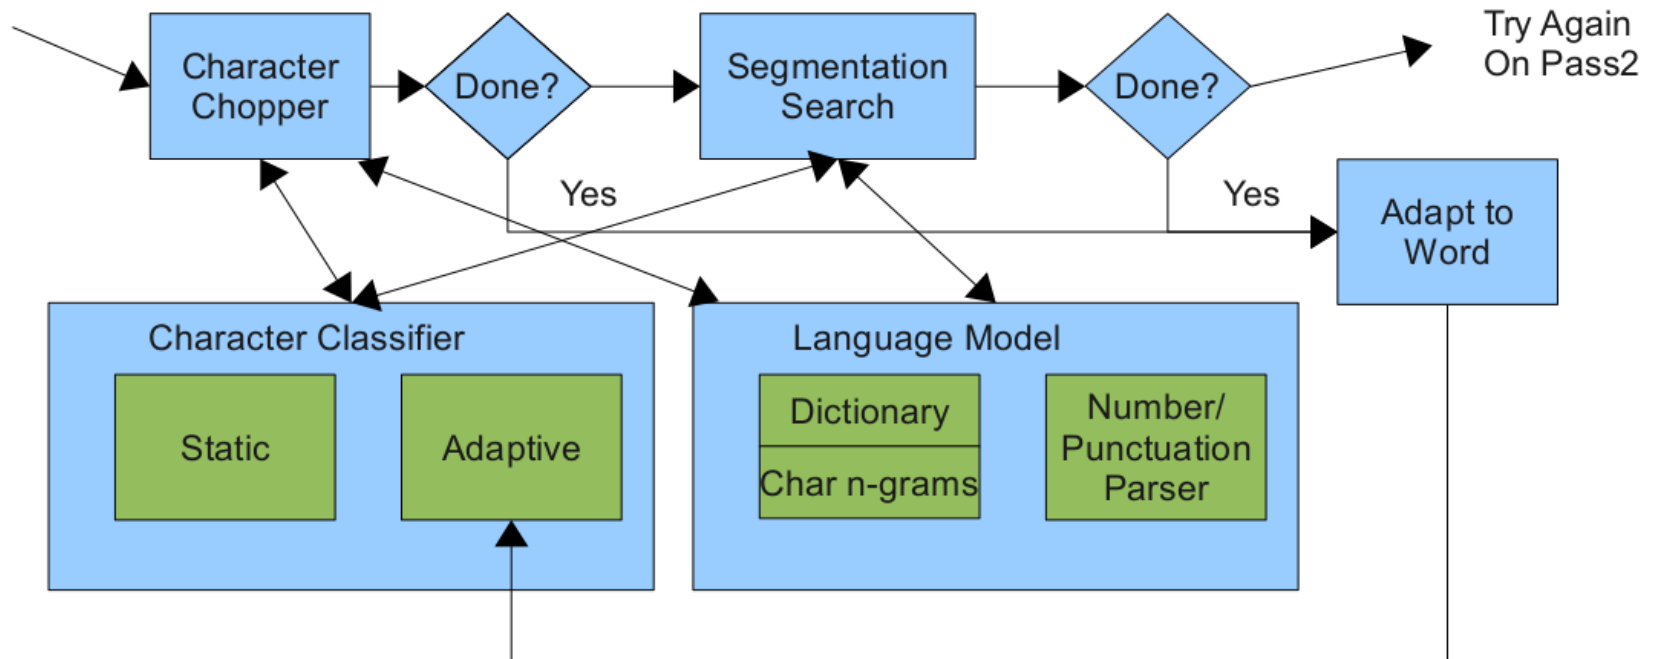 Character
Chopper
Done?
Segmentation
Search
Done?
Try Again
On Pass2
Yes
Yes
Adapt to
Word
Character Classifier
Static
Adaptive
Language Model
Dictionary
Char n-grams
Number/
Punctuation
Parser